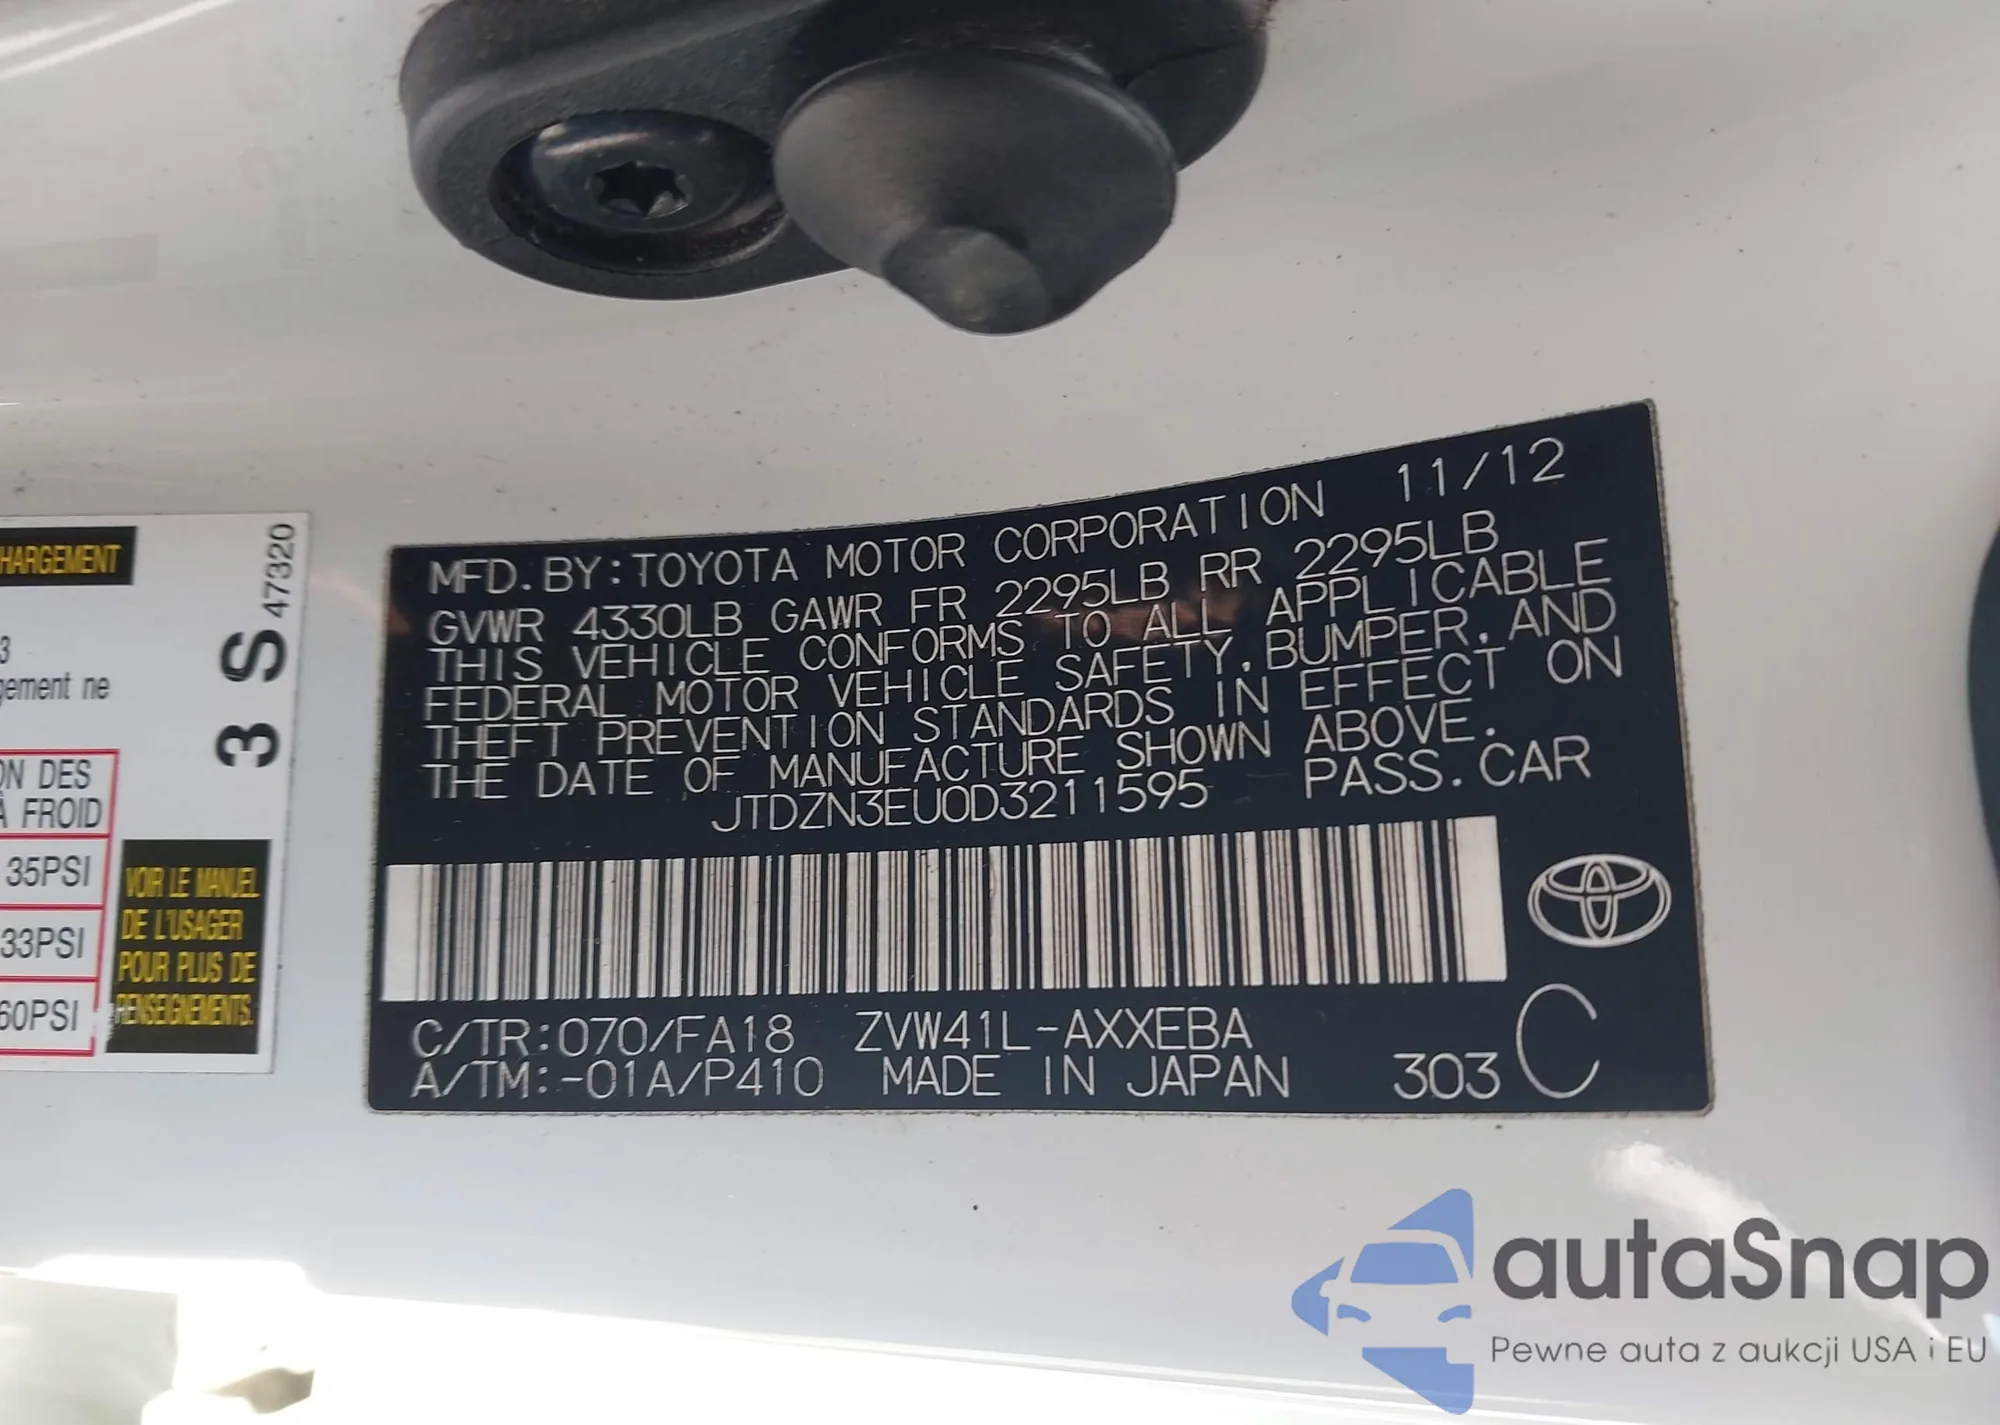 HARGEMENT
3
gement ne
ON DES
À FROID
35PSI
33PSI
60PSI
VOIR LE MANUEL
DE L'USAGER
POUR PLUS DE
RENSEIGNEMENTS.
3 S 47320
MFD. BY: TOYOTA MOTOR CORPORATION 11/12
GVWR 4330LB GAWR FR 2295LB RR 2295LB
THIS VEHICLE CONFORMS TO ALL APPLICABLE
FEDERAL MOTOR VEHICLE SAFETY, BUMPER, AND
THEFT PREVENTION STANDARDS IN EFFECT ON
THE DATE OF MANUFACTURE SHOWN ABOVE.
JTDZN3EU0D3211595 PASS. CAR
C/TR: 070/FA18 ZVW41L-AXXEBA
A/TM: -01A/P410 MADE IN JAPAN 303 C
autaSnap
Pewne auta z aukcji USA i EU